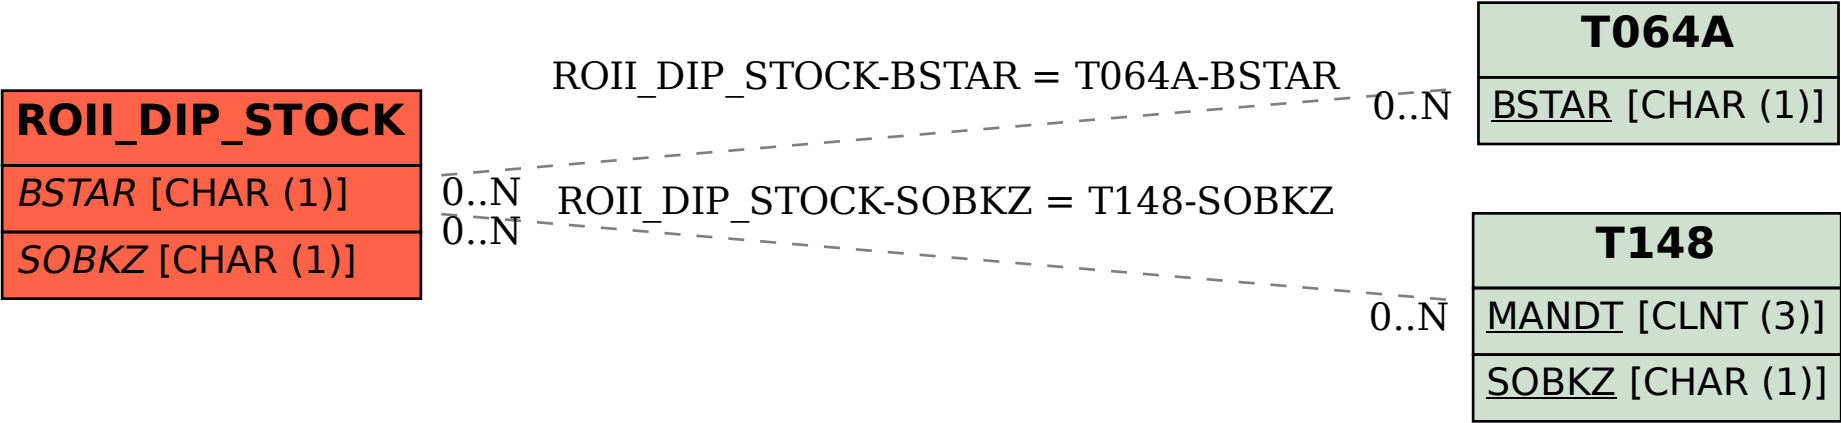 ROII_DIP_STOCK
BSTAR [CHAR (1)]
SOBKZ [CHAR (1)]
ROII_DIP_STOCK-BSTAR = T064A-BSTAR
0..N
0..N
ROII_DIP_STOCK-SOBKZ = T148-SOBKZ
0..N
0..N
T064A
BSTAR [CHAR (1)]
T148
MANDT [CLNT (3)]
SOBKZ [CHAR (1)]